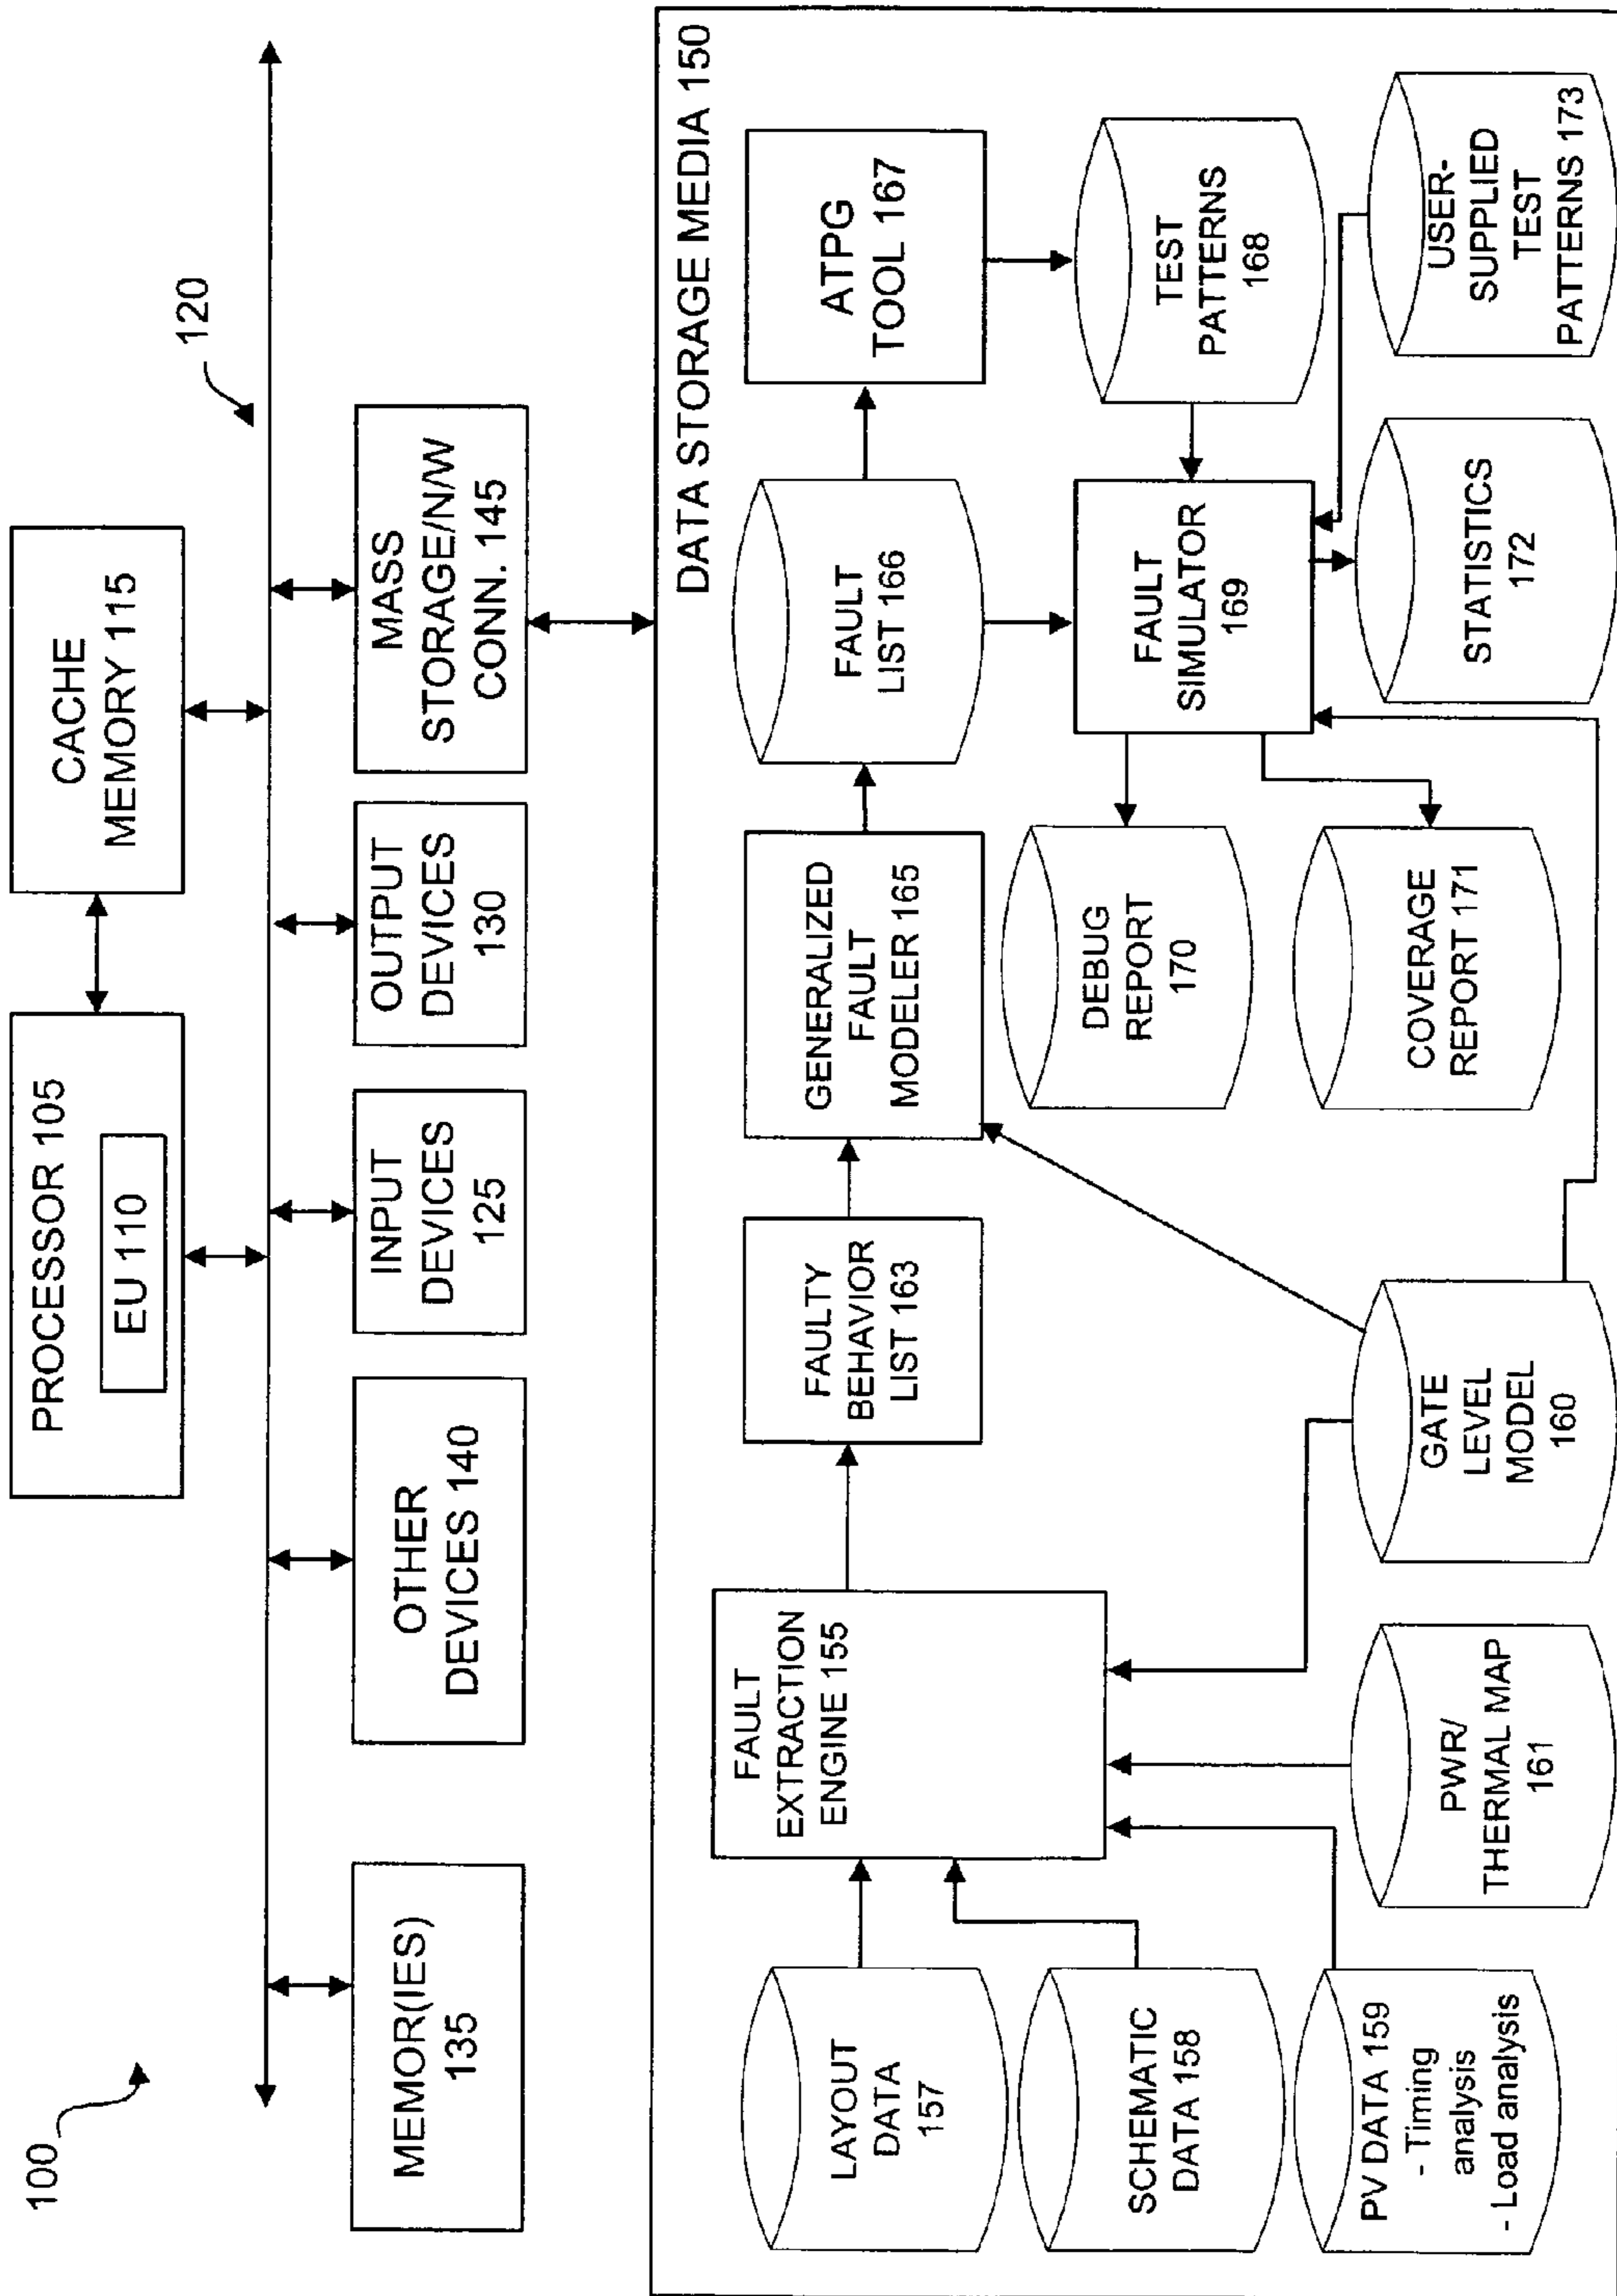 100
PROCESSOR 105
EU 110
CACHE
MEMORY 115
120
MEMOR(IES)
135
OTHER
DEVICES 140
INPUT
DEVICES
125
OUTPUT
DEVICES
130
MASS
STORAGE/N/W
CONN. 145
DATA STORAGE MEDIA 150
LAYOUT
DATA
157
SCHEMATIC
DATA 158
PV DATA 159
- Timing
analysis
- Load analysis
FAULT
EXTRACTION
ENGINE 155
PWR/
THERMAL MAP
161
GATE
LEVEL
MODEL
160
FAULTY
BEHAVIOR
LIST 163
GENERALIZED
FAULT
MODELER 165
DEBUG
REPORT
170
COVERAGE
REPORT 171
FAULT
LIST 166
FAULT
SIMULATOR
169
STATISTICS
172
ATPG
TOOL 167
TEST
PATTERNS
168
USER-
SUPPLIED
TEST
PATTERNS 173